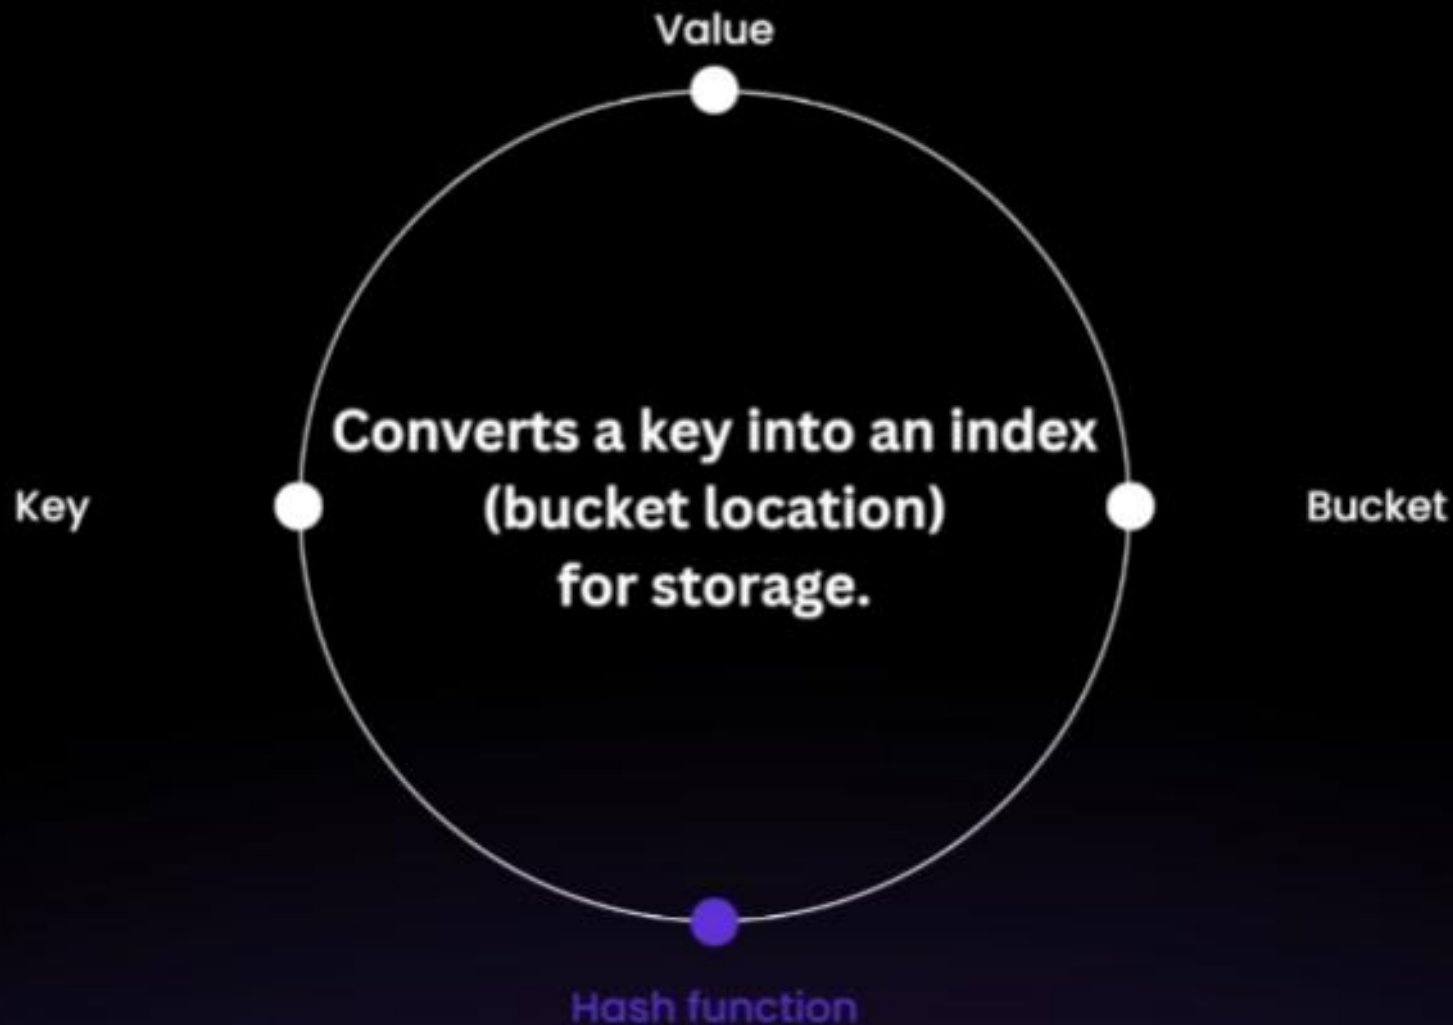 Value
Converts a key into an index
Key
(bucket location)
Bucket
for storage.
Hash function